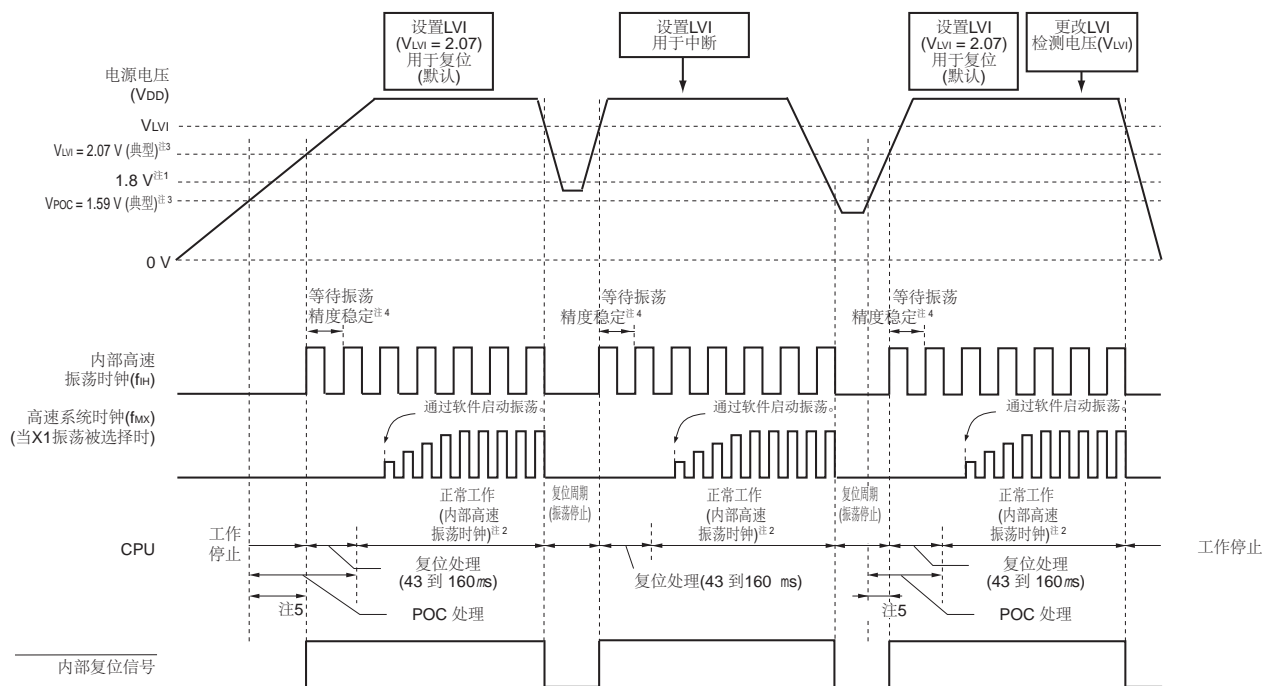 设置LVI
(VLVI = 2.07)
用于复位
(默认)
设置LVI
用于中断
设置LVI
(VLVI = 2.07)
用于复位
(默认)
更改LVI
检测电压(VLVI)
电源电压
(VDD)
VLVI
VLVI = 2.07 V (典型)注3
1.8 V注1
VPOC = 1.59 V (典型)注3
0 V
等待振荡
精度稳定注4
等待振荡
精度稳定注4
等待振荡
精度稳定注4
内部高速
振荡时钟(fIH)
通过软件启动振荡。
通过软件启动振荡。
通过软件启动振荡。
高速系统时钟(fMX)
(当X1振荡被选择时)
正常工作
(内部高速
振荡时钟)注2
复位周期
(振荡停止)
正常工作
(内部高速
振荡时钟)注2
复位周期
(振荡停止)
正常工作
(内部高速
振荡时钟)注2
CPU
工作
停止
工作停止
复位处理
(43 到 160㎳)
复位处理(43 到160 ㎳)
复位处理
(43 到 160㎳)
注5
POC 处理
注5
POC 处理
内部复位信号